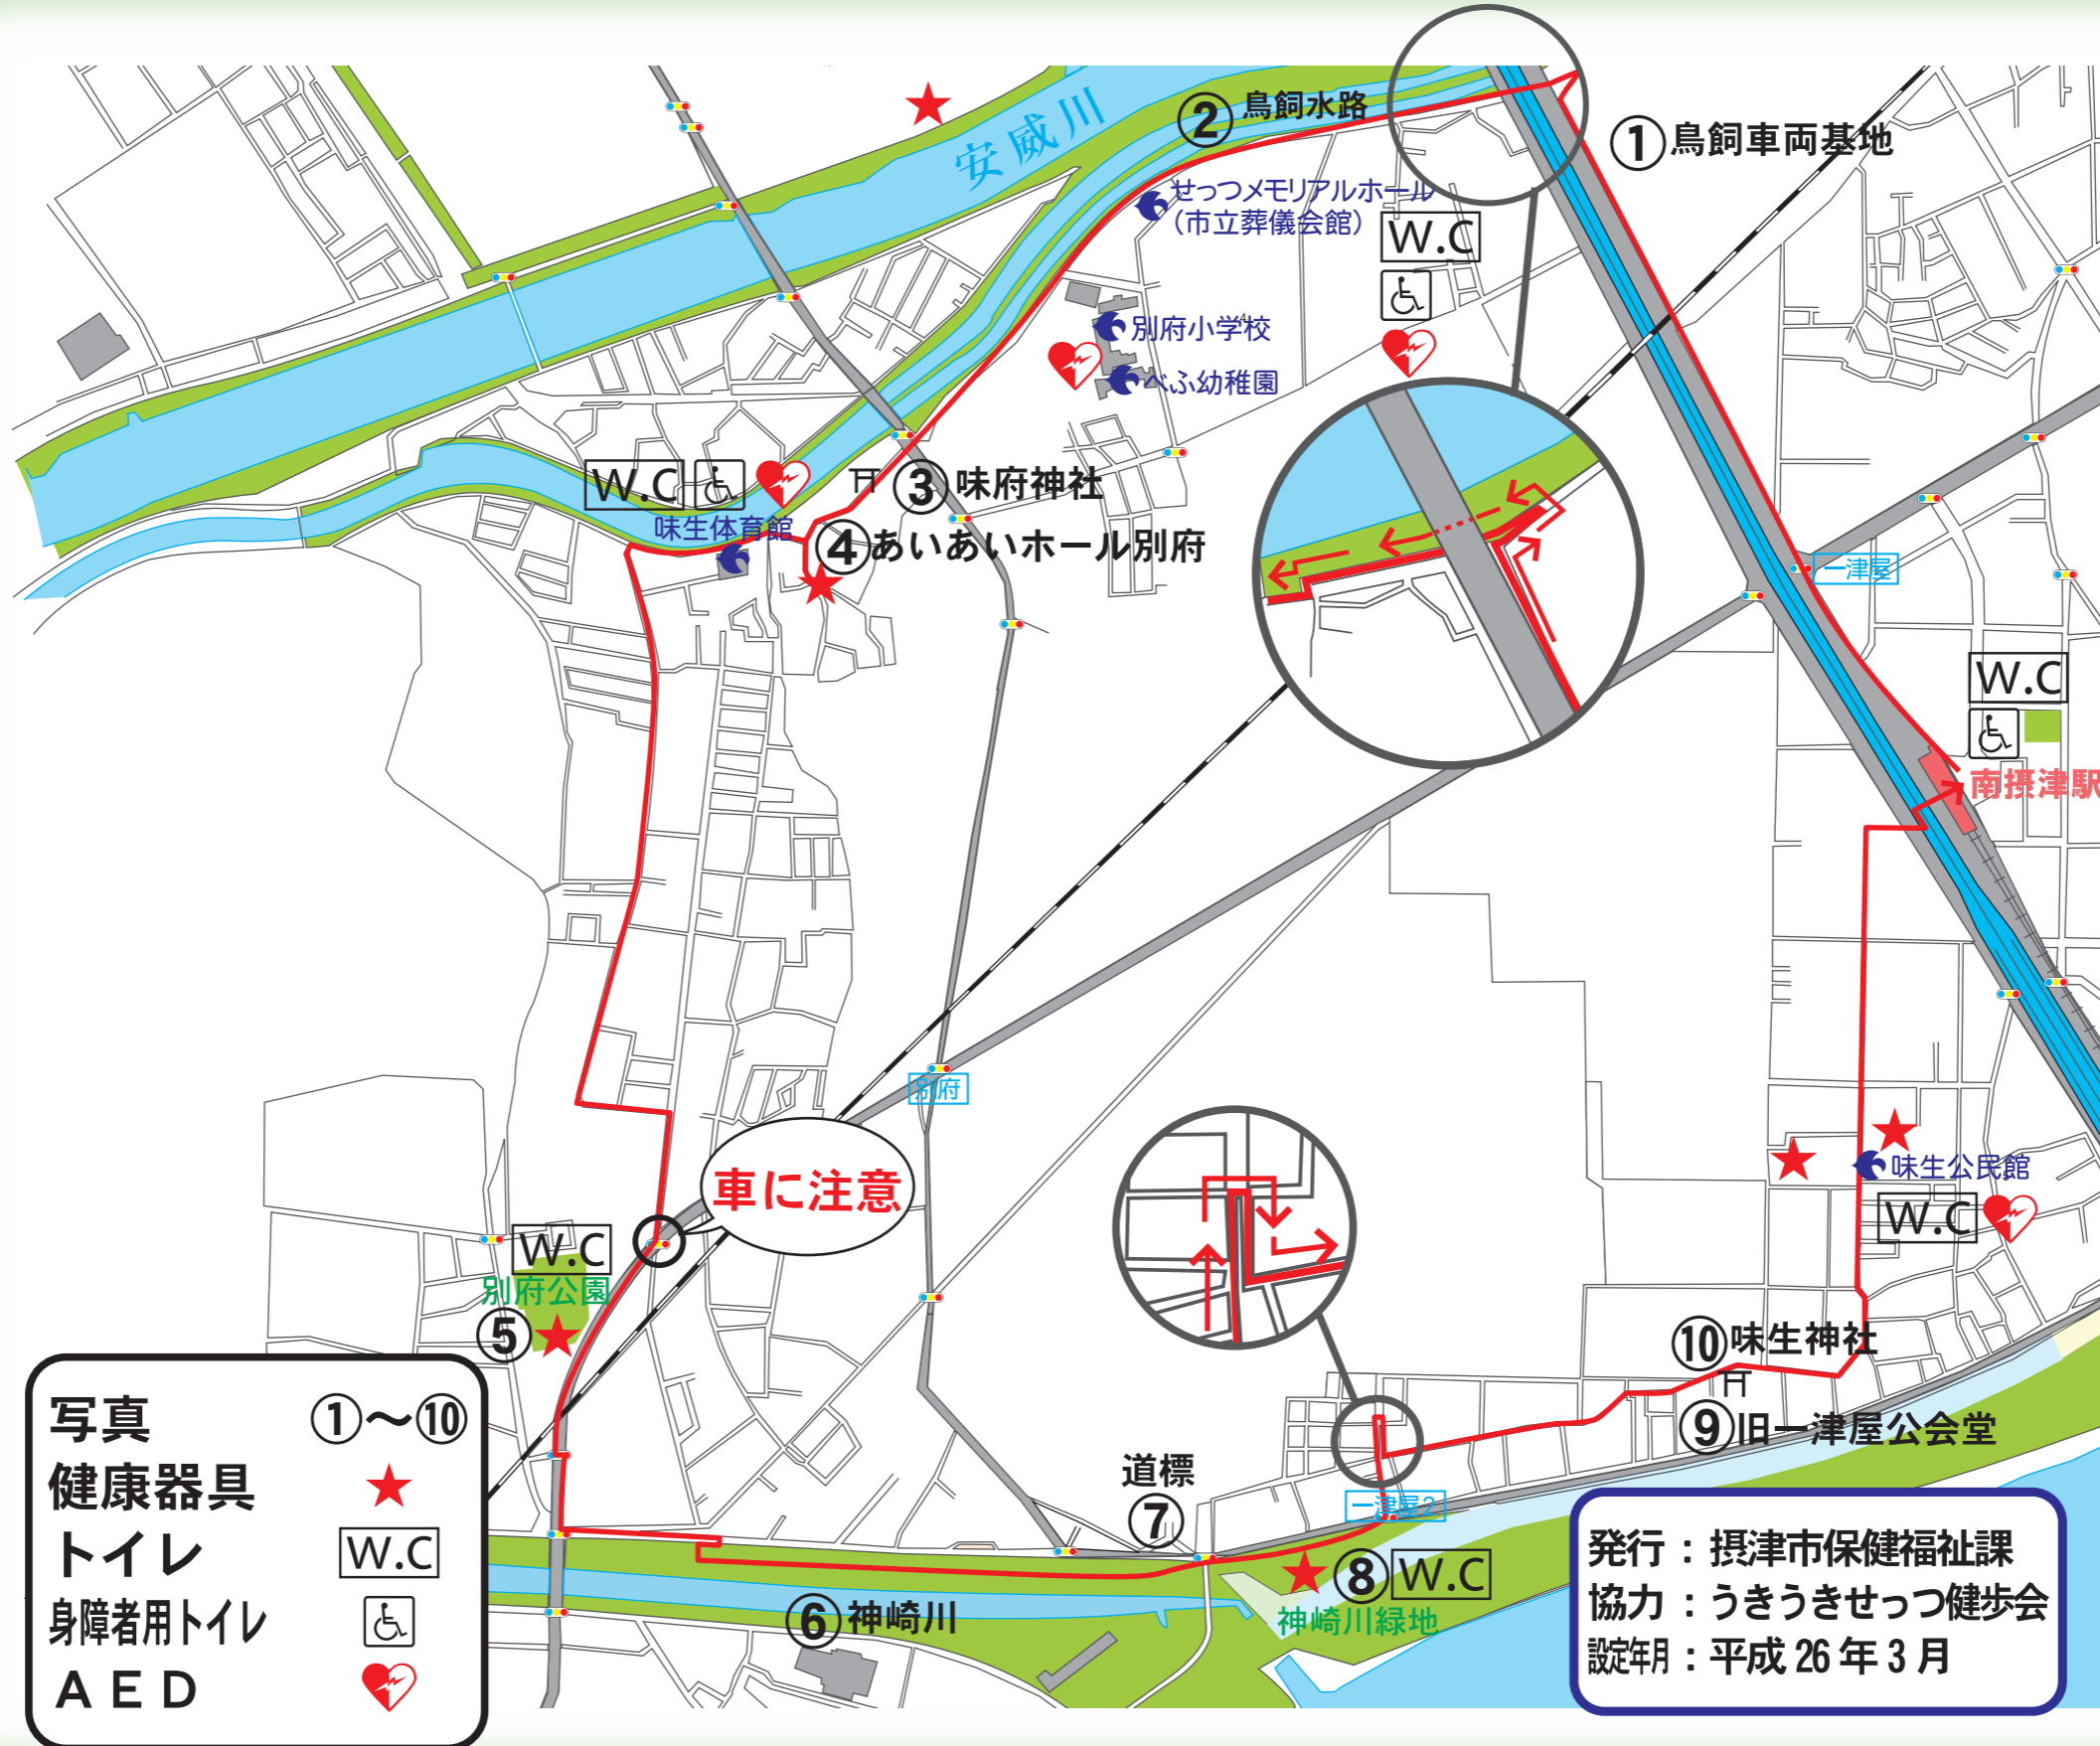 安威川
② 鳥飼水路
① 鳥飼車両基地
せっつメモリアルホール
(市立葬儀会館)
W.C
別府小学校
べふ幼稚園
4
W.C
味生体育館
③ 味府神社
④ あいあいホール別府
一津屋
W.C
南摂津駅
別府
車に注意
味生公民館
W.C
W.C
別府公園
⑤
⑩ 味生神社
⑨ 旧一津屋公会堂
道標
⑦
一津屋2
⑧ W.C
神崎川緑地
⑥ 神崎川
写真 ①～⑩
健康器具
トイレ W.C
身障者用トイレ
ＡＥＤ
発行：摂津市保健福祉課
協力：うきうきせっつ健歩会
設定年月：平成 26 年 3 月